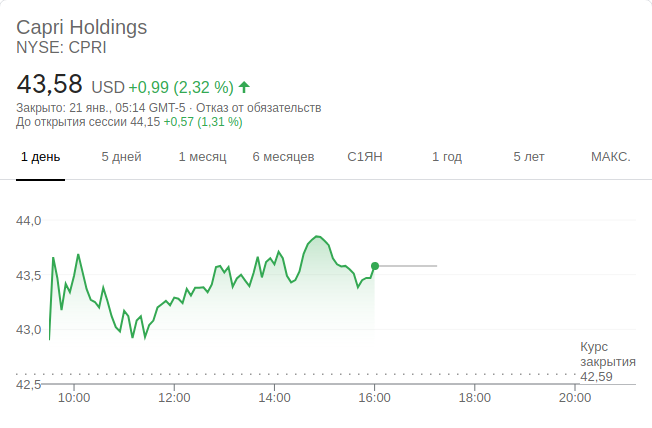 Capri Holdings
NYSE: CPRI
43,58 USD +0,99 (2,32 %)
Закрыто: 21 янв., 05:14 GMT-5 · Отказ от обязательств
До открытия сессии 44,15 +0,57 (1,31 %)
1 день 5 дней 1 месяц 6 месяцев С1ЯН 1 год 5 лет МАКС.
44,0
43,5
43,0
Курс
закрытия
42,59
42,5
10:00 12:00 14:00 16:00 18:00 20:00